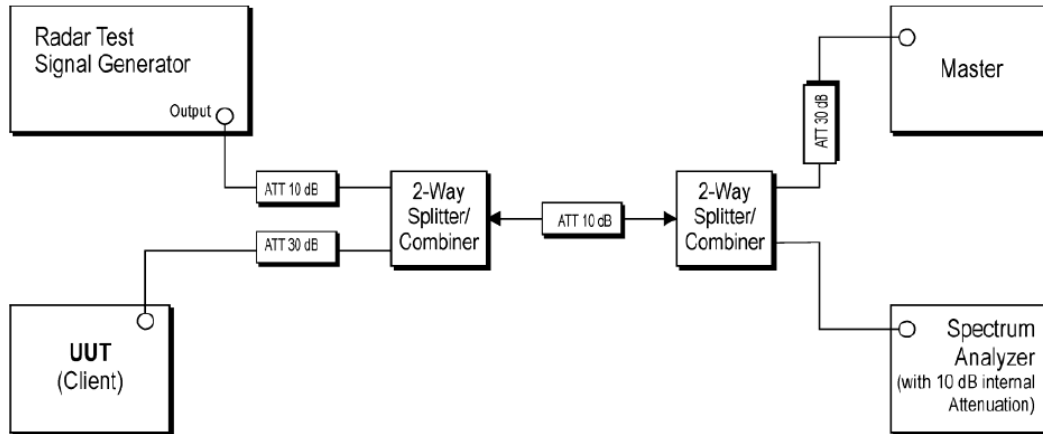 Radar Test
Signal Generator
Output
ATT 10 dB
ATT 30 dB
UUT
(Client)
2-Way
Splitter/
Combiner
ATT 10 dB
2-Way
Splitter/
Combiner
ATT 30 dB
Master
Spectrum
Analyzer
(with 10 dB internal
Attenuation)